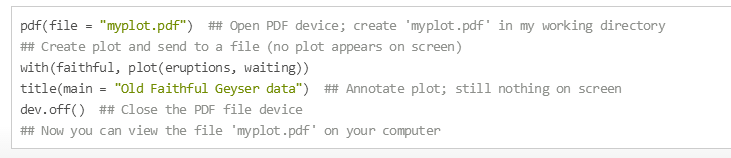 pdf(file = "myplot.pdf")  ## Open PDF device; create 'myplot.pdf' in my working directory
## Create plot and send to a file (no plot appears on screen)
with(faithful, plot(eruptions, waiting))
title(main = "Old Faithful Geyser data")  ## Annotate plot; still nothing on screen
dev.off()  ## Close the PDF file device
## Now you can view the file 'myplot.pdf' on your computer